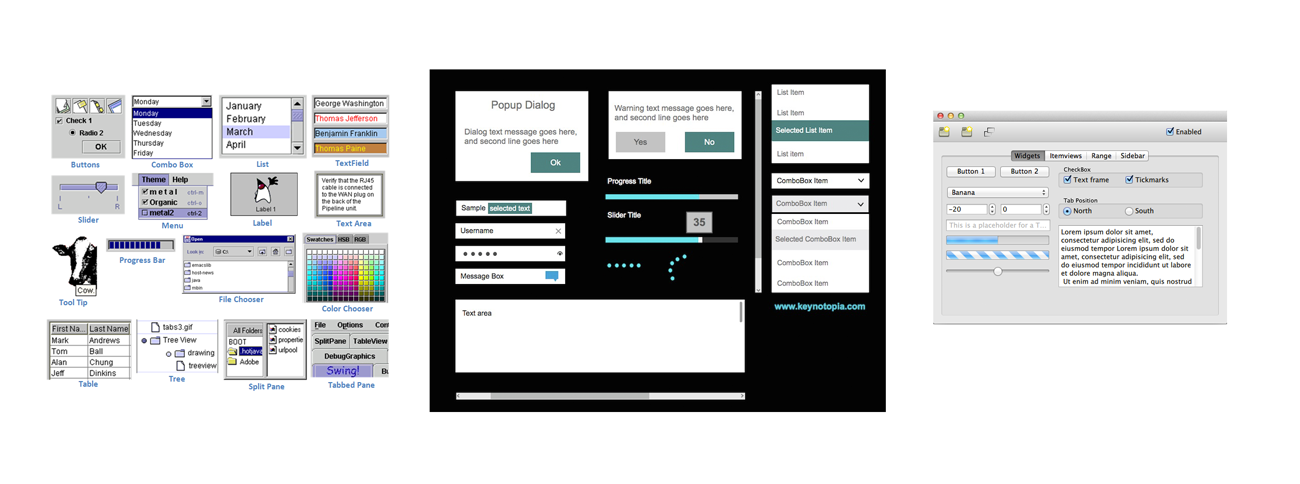 Check 1
Radio 2
OK
Buttons
Monday
Monday
Tuesday
Wednesday
Thursday
Friday
Combo Box
January
February
March
April
List
George Washington
Thomas Jefferson
Benjamin Franklin
Thomas Paine
TextField
L
R
Slider
Theme Help
metal ctrl-m
Organic ctrl-o
metal2 ctrl-2
Menu
Label 1
Label
Verify that the RJ45
cable is connected
to the WAN plug on
the back of the
Pipeline unit.
Text Area
Cow.
Tool Tip
Progress Bar
Open
Look in:
C:\
emacslib
host-news
java
mbin
File Chooser
Swatches HSB RGB
Color Chooser
First Na... Last Name
Mark Andrews
Tom Ball
Alan Chung
Jeff Dinkins
Table
tabs3.gif
Tree View
drawing
treeview
Tree
All Folders
BOOT
.hotjava
Adobe
cookies
propertie
urlpool
Split Pane
File Options Cont
SplitPane TableView
DebugGraphics
Swing! Bu
Tabbed Pane
Popup Dialog
Dialog text message goes here,
and second line goes here
Ok
Warning text message goes here,
and second line goes here
Yes
No
Sample selected text
Username
Message Box
Text area
Progress Title
Slider Title
35
List Item
List Item
Selected List Item
List item
ComboBox Item
ComboBox Item
ComboBox Item
Selected ComboBox Item
ComboBox Item
ComboBox Item
www.keynotopia.com
Enabled
Widgets Itemviews Range Sidebar
Button 1 Button 2
Banana
-20 0
This is a placeholder for a T...
CheckBox
Text frame Tickmarks
Tab Position
North South
Lorem ipsum dolor sit amet,
consectetur adipisicing elit, sed do
eiusmod tempor Lorem ipsum dolor
sit amet, consectetur adipisicing elit,
sed do eiusmod tempor incididunt ut labore
et dolore magna aliqua.
Ut enim ad minim veniam, quis nostrud